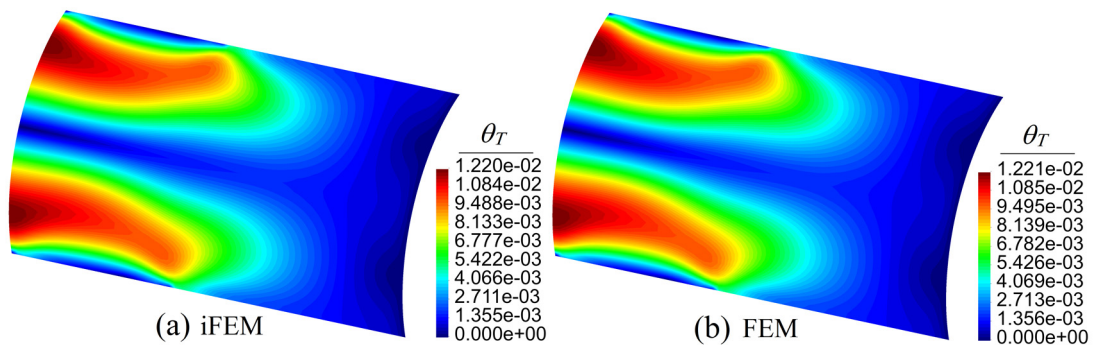 θ_T
1.220e-02
1.084e-02
9.488e-03
8.133e-03
6.777e-03
5.422e-03
4.066e-03
2.711e-03
1.355e-03
0.000e+00
(a) iFEM
θ_T
1.221e-02
1.085e-02
9.495e-03
8.139e-03
6.782e-03
5.426e-03
4.069e-03
2.713e-03
1.356e-03
0.000e+00
(b) FEM